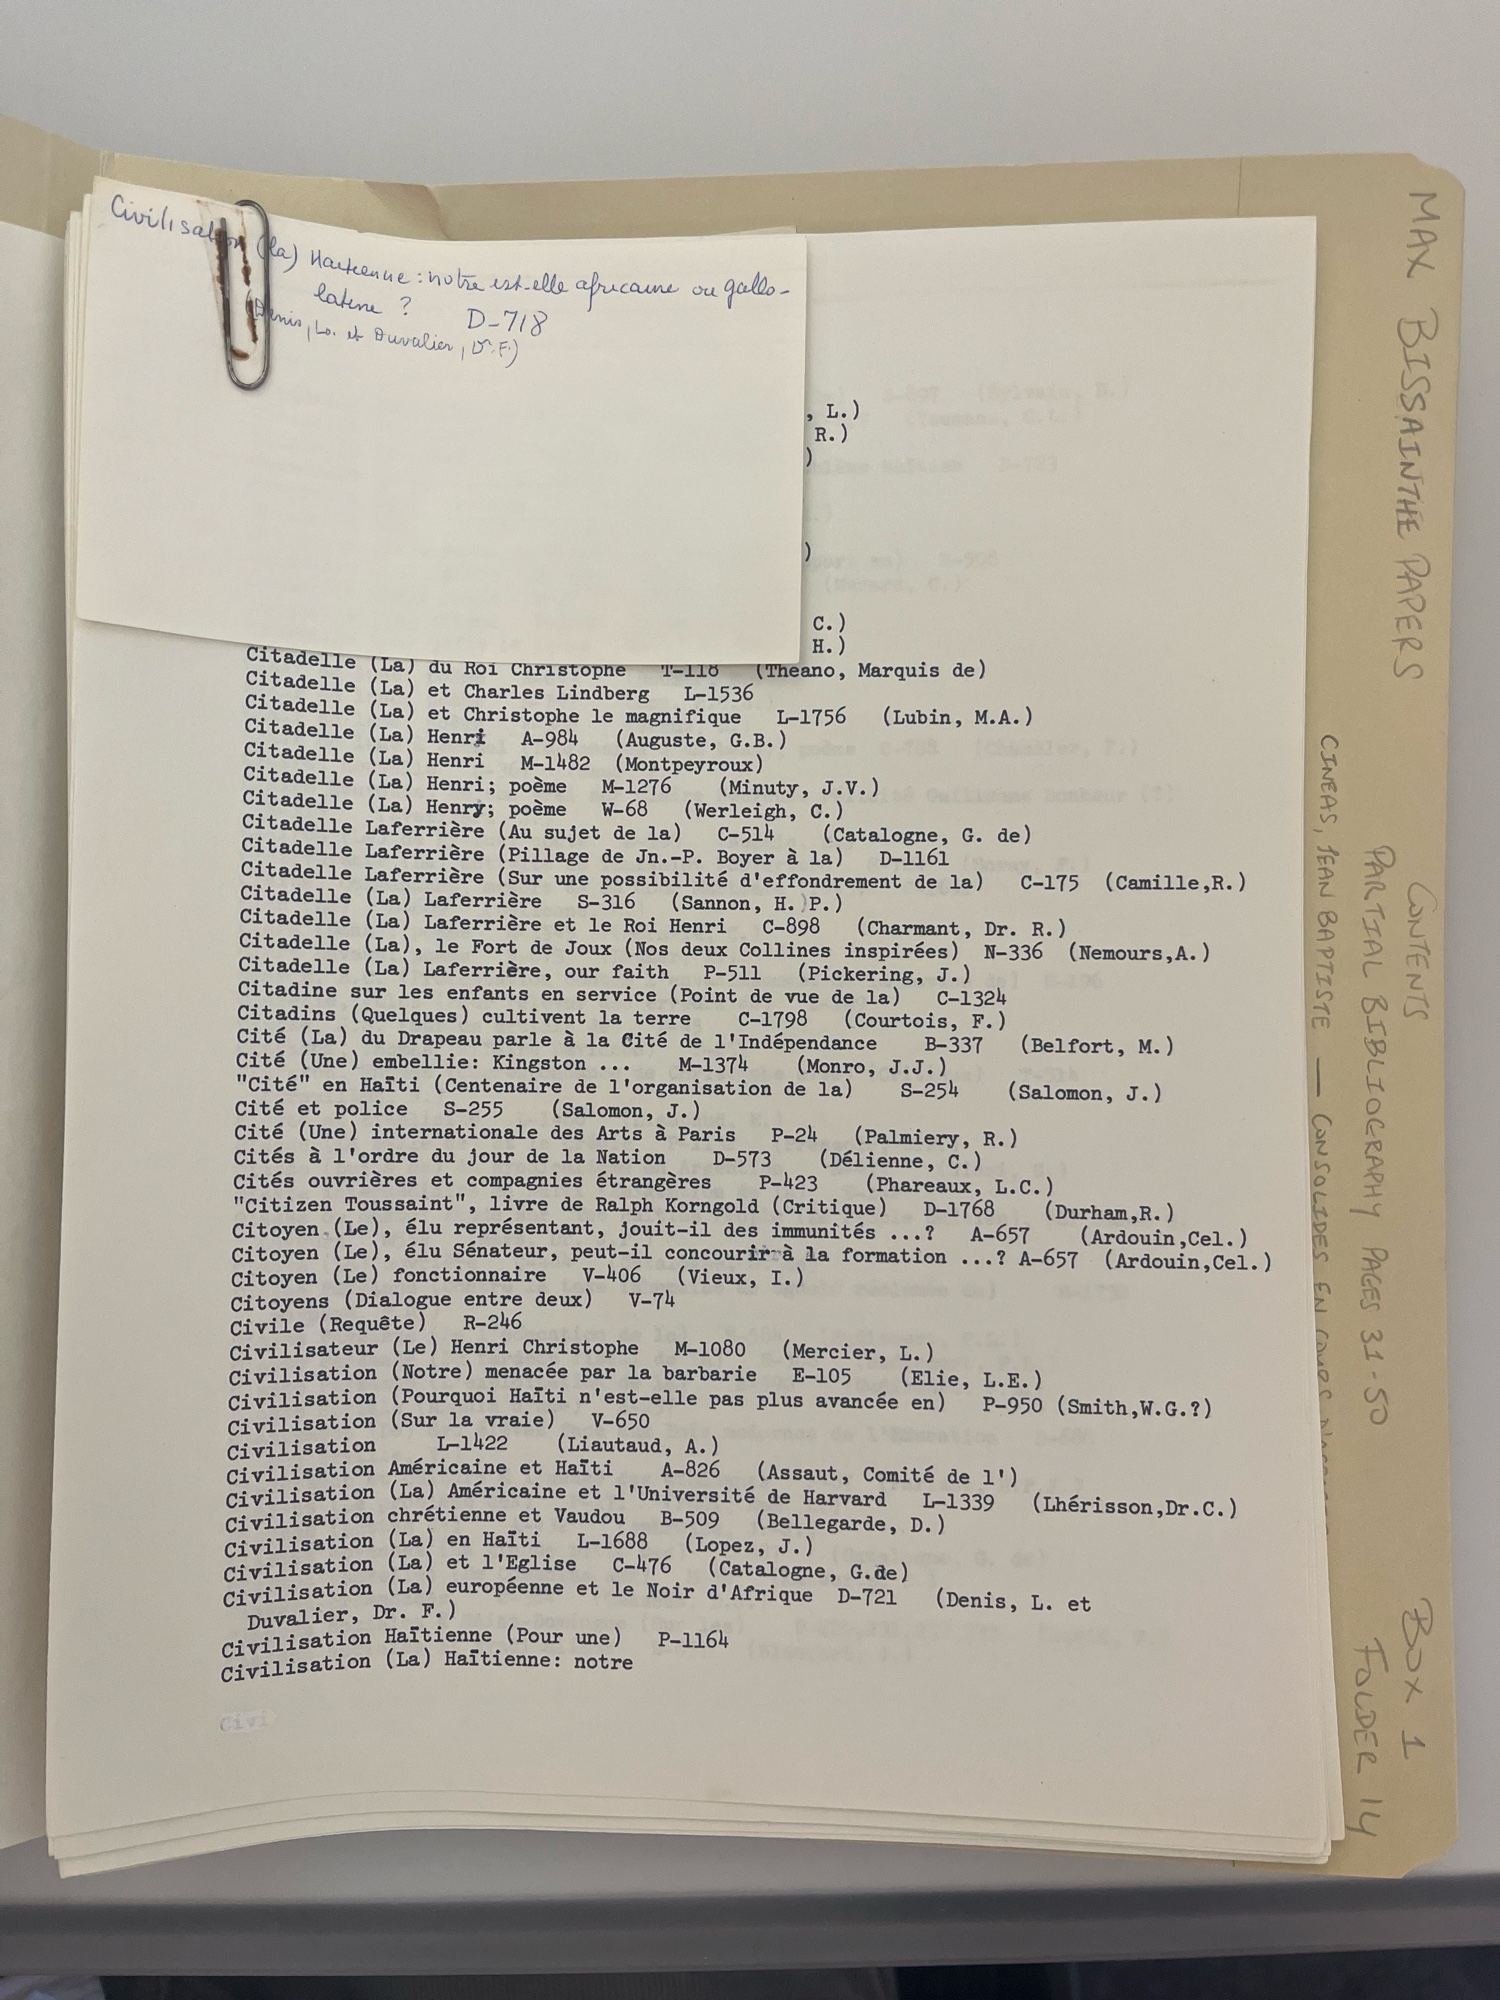 Civilisation (la) Haïtienne : notre est-elle africaine ou gallo-
latine ? D-718
(Denis, Lo. et Duvalier, Dr. F.)
, L.)
R.)
)
)
C.)
H.)
Citadelle (La) du Roi Christophe T-118 (Théano, Marquis de)
Citadelle (La) et Charles Lindberg L-1536
Citadelle (La) et Christophe le magnifique L-1756 (Lubin, M.A.)
Citadelle (La) Henri A-984 (Auguste, G.B.)
Citadelle (La) Henri M-1482 (Montpeyroux)
Citadelle (La) Henri; poème M-1276 (Minuty, J.V.)
Citadelle (La) Henry; poème W-68 (Werleigh, C.)
Citadelle Laferrière (Au sujet de la) C-514 (Catalogne, G. de)
Citadelle Laferrière (Pillage de Jn.-P. Boyer à la) D-1161
Citadelle Laferrière (Sur une possibilité d'effondrement de la) C-175 (Camille,R.)
Citadelle (La) Laferrière S-316 (Sannon, H. P.)
Citadelle (La) Laferrière et le Roi Henri C-898 (Charmant, Dr. R.)
Citadelle (La), le Fort de Joux (Nos deux Collines inspirées) N-336 (Nemours,A.)
Citadelle (La) Laferrière, our faith P-511 (Pickering, J.)
Citadine sur les enfants en service (Point de vue de la) C-1324
Citadins (Quelques) cultivent la terre C-1798 (Courtois, F.)
Cité (La) du Drapeau parle à la Cité de l'Indépendance B-337 (Belfort, M.)
Cité (Une) embellie: Kingston ... M-1374 (Monro, J.J.)
"Cité" en Haïti (Centenaire de l'organisation de la) S-254 (Salomon, J.)
Cité et police S-255 (Salomon, J.)
Cité (Une) internationale des Arts à Paris P-24 (Palmiery, R.)
Cités à l'ordre du jour de la Nation D-573 (Délienne, C.)
Cités ouvrières et compagnies étrangères P-423 (Phareaux, L.C.)
"Citizen Toussaint", livre de Ralph Korngold (Critique) D-1768 (Durham,R.)
Citoyen (Le), élu représentant, jouit-il des immunités ...? A-657 (Ardouin,Cel.)
Citoyen (Le), élu Sénateur, peut-il concourir à la formation ...? A-657 (Ardouin,Cel.)
Citoyen (Le) fonctionnaire V-406 (Vieux, I.)
Citoyens (Dialogue entre deux) V-74
Civile (Requête) R-246
Civilisateur (Le) Henri Christophe M-1080 (Mercier, L.)
Civilisation (Notre) menacée par la barbarie E-105 (Elie, L.E.)
Civilisation (Pourquoi Haïti n'est-elle pas plus avancée en) P-950 (Smith,W.G.?)
Civilisation (Sur la vraie) V-650
Civilisation L-1422 (Liautaud, A.)
Civilisation Américaine et Haïti A-826 (Assaut, Comité de l')
Civilisation (La) Américaine et l'Université de Harvard L-1339 (Lhérisson,Dr.C.)
Civilisation chrétienne et Vaudou B-509 (Bellegarde, D.)
Civilisation (La) en Haïti L-1688 (Lopez, J.)
Civilisation (La) et l'Eglise C-476 (Catalogne, G.de)
Civilisation (La) européenne et le Noir d'Afrique D-721 (Denis, L. et
Duvalier, Dr. F.)
Civilisation Haïtienne (Pour une) P-1164
Civilisation (La) Haïtienne: notre
Civi
MAX BISSAINTHE PAPERS
CONTENTS BOX 1
PARTIAL BIBLIOGRAPHY PAGES 31-50 FOLDER 14
CINEAS, JEAN BAPTISTE — CONSOLIDES EN COURS